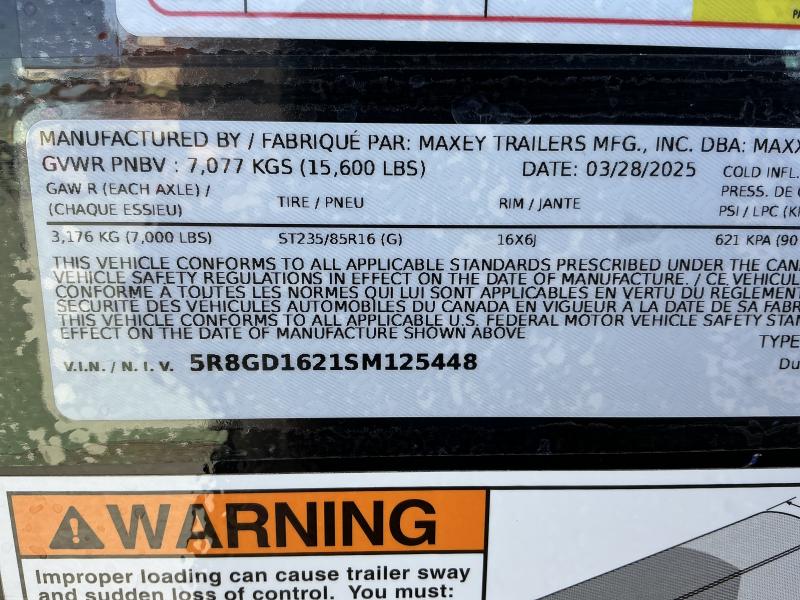 MANUFACTURED BY / FABRIQUÉ PAR: MAXEY TRAILERS MFG., INC. DBA: MAXX
GVWR PNBV : 7,077 KGS (15,600 LBS) DATE: 03/28/2025 COLD INFL.
GAW R (EACH AXLE) / TIRE / PNEU RIM / JANTE PRESS. DE
(CHAQUE ESSIEU) PSI / LPC (K
3,176 KG (7,000 LBS) ST235/85R16 (G) 16X6J 621 KPA (90
THIS VEHICLE CONFORMS TO ALL APPLICABLE STANDARDS PRESCRIBED UNDER THE CAN
VEHICLE SAFETY REGULATIONS IN EFFECT ON THE DATE OF MANUFACTURE. / CE VEHICUL
CONFORME A TOUTES LES NORMES QUI LUI SONT APPLICABLES EN VERTU DU REGLEMENT
SECURITE DES VEHICULES AUTOMOBILES DU CANADA EN VIGUEUR A LA DATE DE SA FABR
THIS VEHICLE CONFORMS TO ALL APPLICABLE U.S. FEDERAL MOTOR VEHICLE SAFETY STAN
EFFECT ON THE DATE OF MANUFACTURE SHOWN ABOVE
TYPE
V.I.N. / N. I. V. 5R8GD1621SM125448 Du
WARNING
Improper loading can cause trailer sway
and sudden loss of control. You must: